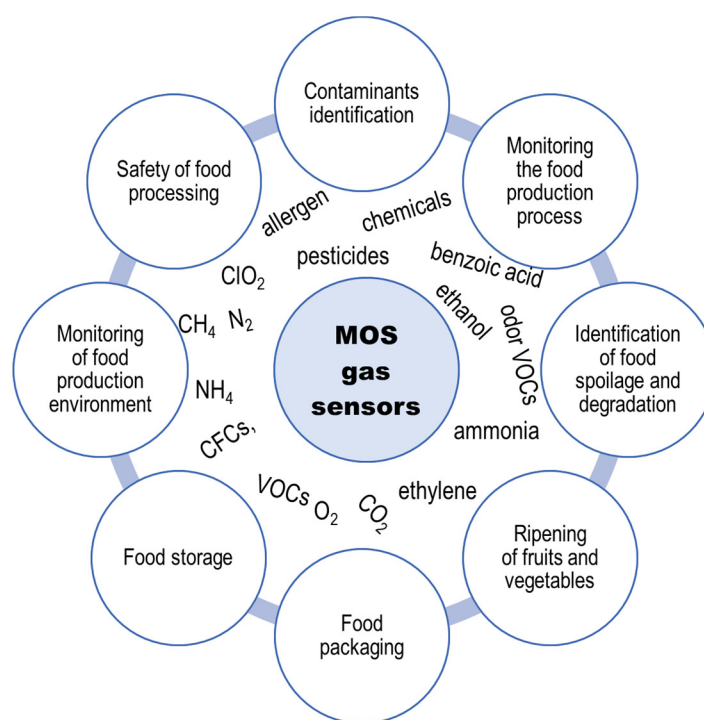 Contaminants
identification
Monitoring
the food
production
process
Safety of food
processing
allergen
chemicals
pesticides
benzoic acid
ClO₂
ethanol
odor VOCs
CH₄
N₂
Monitoring
of food
production
environment
MOS
gas
sensors
Identification
of food
spoilage and
degradation
NH₄
CFCs,
ammonia
VOCs
O₂
CO₂
ethylene
Food storage
Ripening
of fruits and
vegetables
Food
packaging